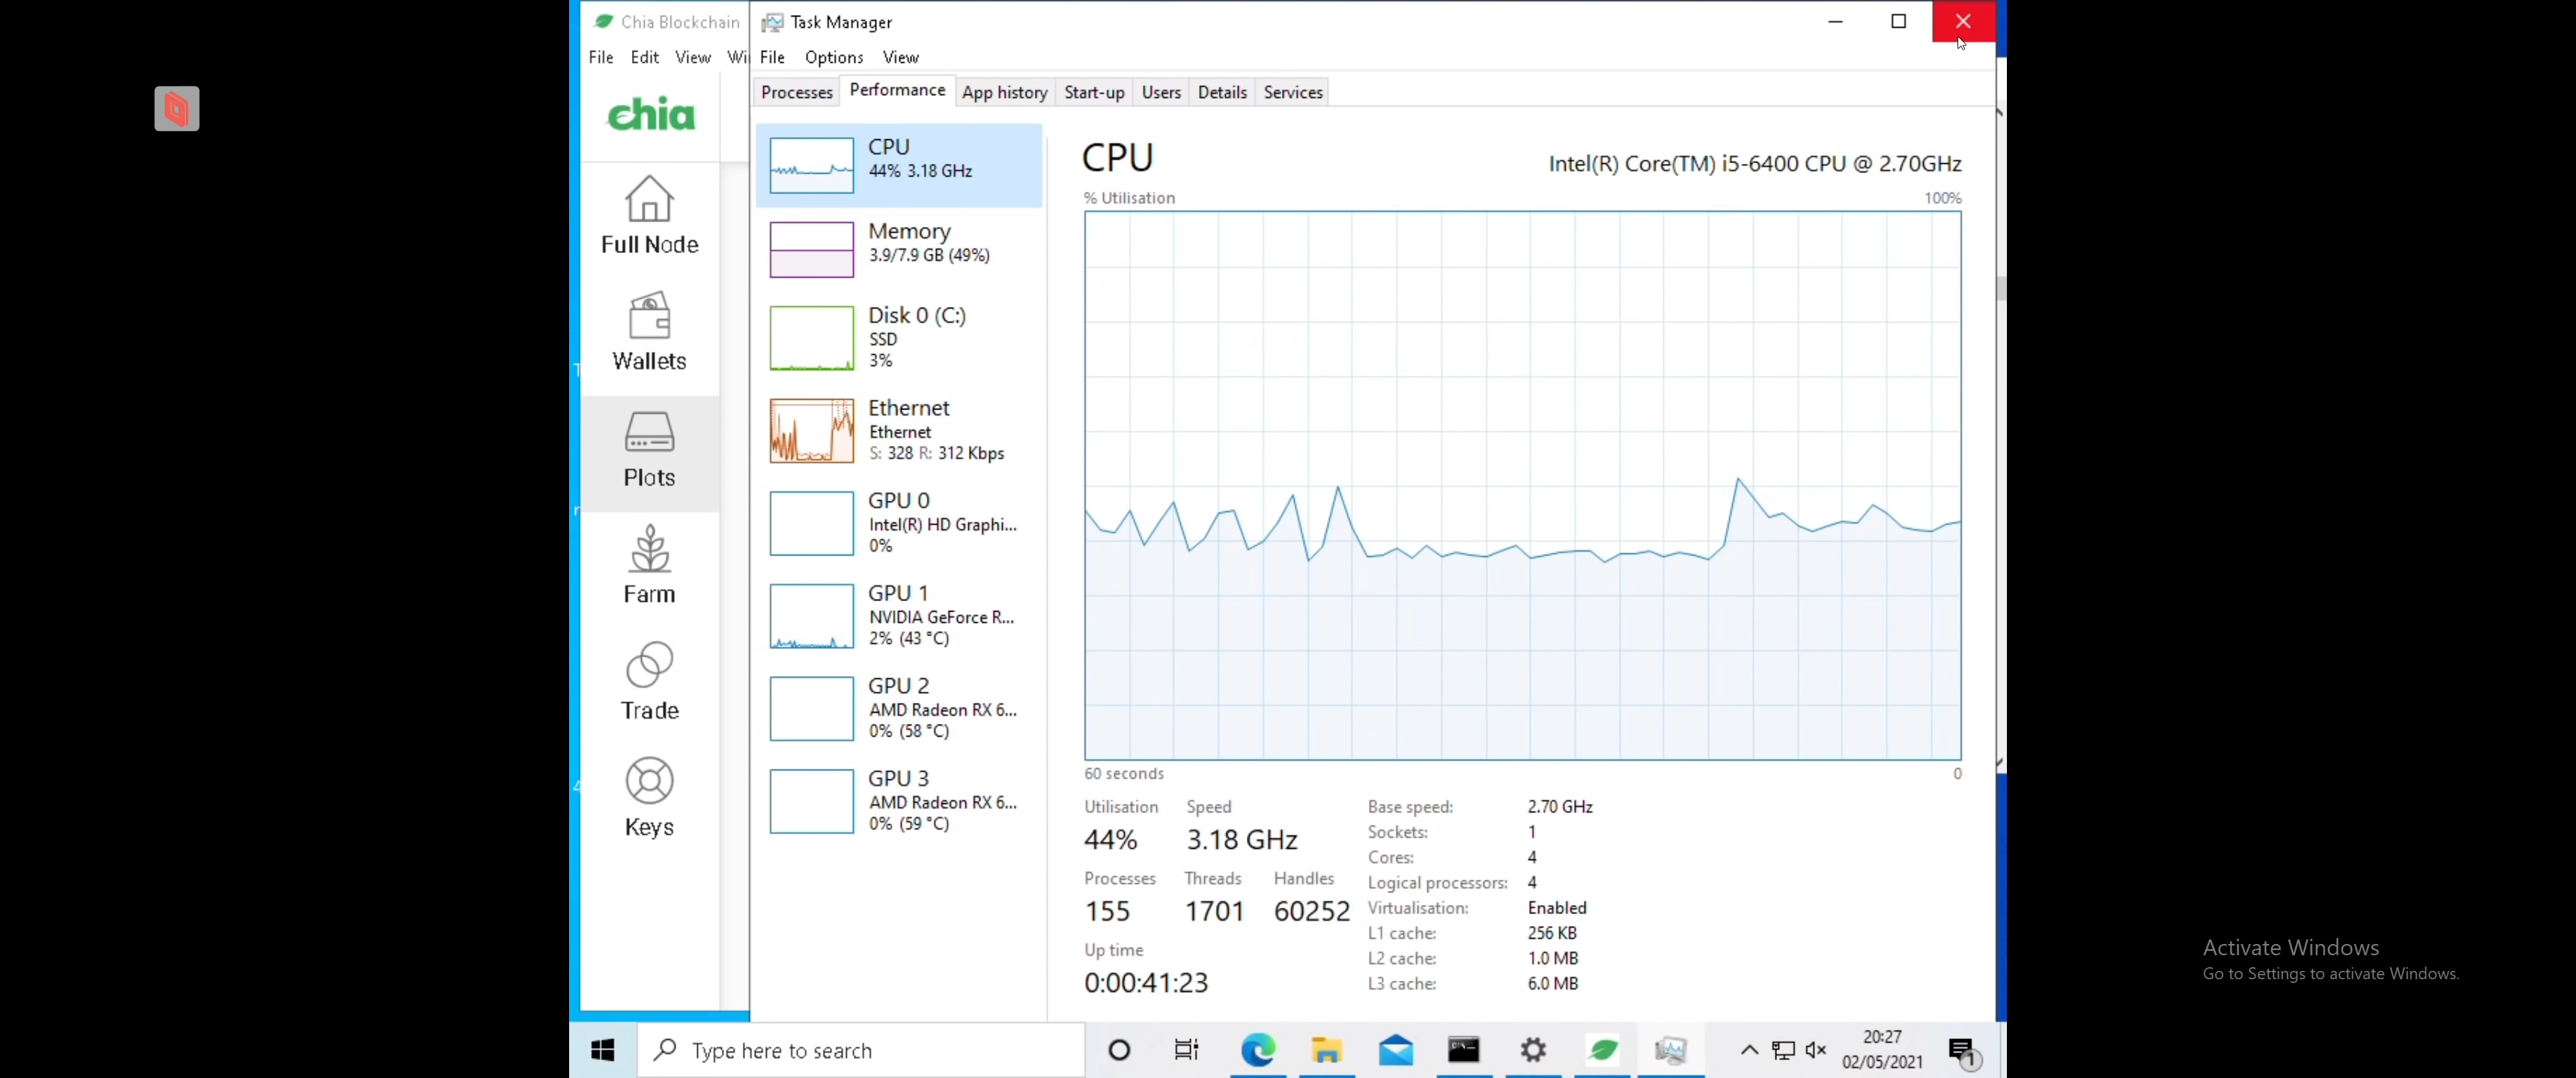 Chia Blockchain
File Edit View
chia
Full Node
Wallets
Plots
Farm
Trade
Keys
Task Manager
File Options View
Processes Performance App history Start-up Users Details Services
CPU
44% 3.18 GHz
Memory
3.9/7.9 GB (49%)
Disk 0 (C:)
SSD
3%
Ethernet
Ethernet
S: 328 R: 312 Kbps
GPU 0
Intel(R) HD Graphi...
0%
GPU 1
NVIDIA GeForce R...
2% (43 °C)
GPU 2
AMD Radeon RX 6...
0% (58 °C)
GPU 3
AMD Radeon RX 6...
0% (59 °C)
CPU Intel(R) Core(TM) i5-6400 CPU @ 2.70GHz
% Utilisation 100%
60 seconds 0
Utilisation Speed
44% 3.18 GHz
Processes Threads Handles
155 1701 60252
Up time
0:00:41:23
Base speed: 2.70 GHz
Sockets: 1
Cores: 4
Logical processors: 4
Virtualisation: Enabled
L1 cache: 256 KB
L2 cache: 1.0 MB
L3 cache: 6.0 MB
Type here to search
20:27
02/05/2021
1
Activate Windows
Go to Settings to activate Windows.